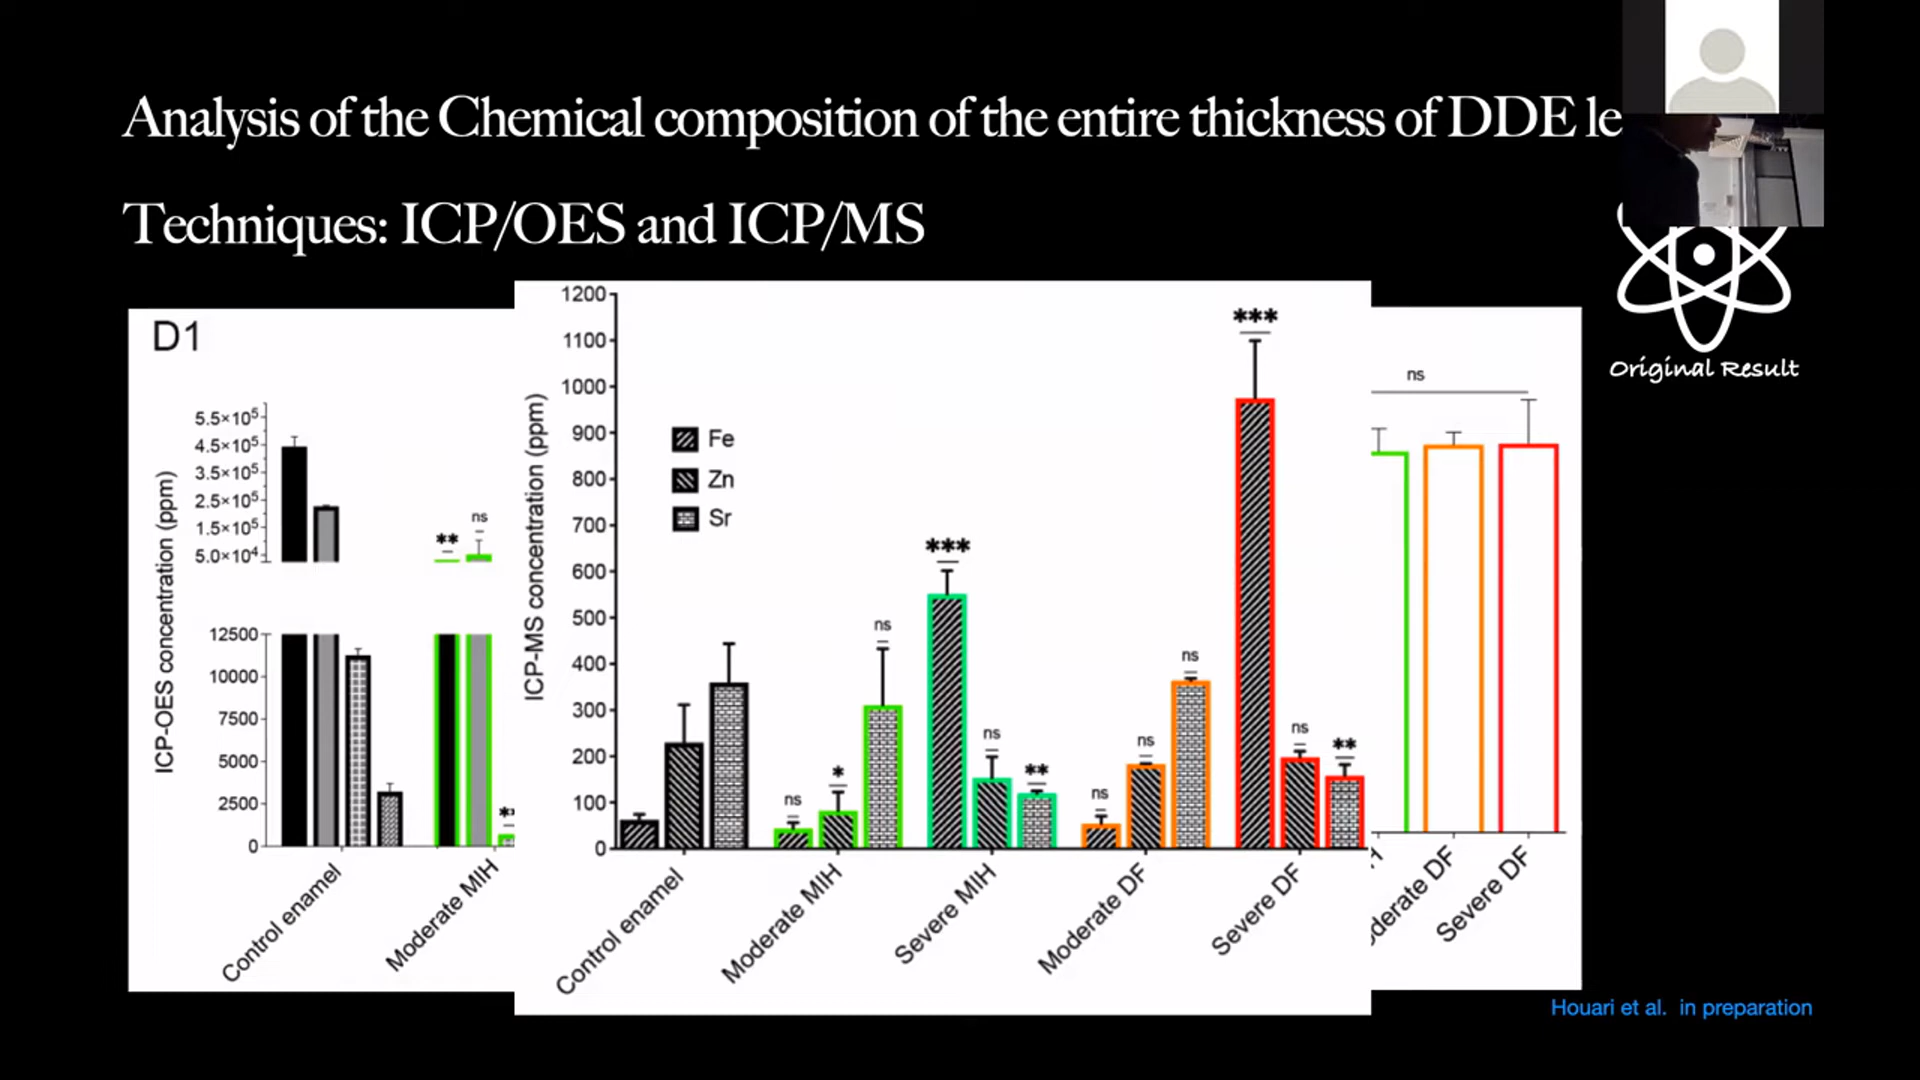 Analysis of the Chemical composition of the entire thickness of DDE le
Techniques: ICP/OES and ICP/MS
Original Result
D1
ICP-OES concentration (ppm)
5.5×10⁵
4.5×10⁵
3.5×10⁵
2.5×10⁵
1.5×10⁵
5.0×10⁴
12500
10000
7500
5000
2500
0
**
ns
**
Control enamel
Moderate MIH
ICP-MS concentration (ppm)
1200
1100
1000
900
800
700
600
500
400
300
200
100
0
Fe
Zn
Sr
ns
*
ns
***
ns
**
ns
ns
ns
***
ns
**
Control enamel
Moderate MIH
Severe MIH
Moderate DF
Severe DF
ns
derate DF
Severe DF
Houari et al. in preparation